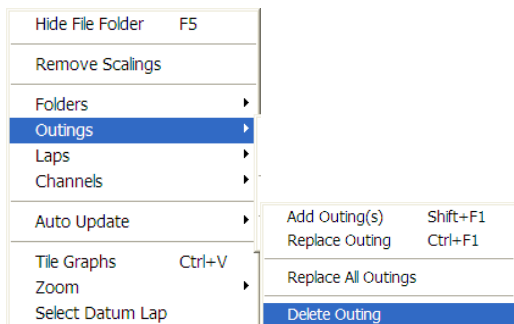 Hide File Folder F5
Remove Scalings
Folders
Outings
Laps
Channels
Auto Update
Tile Graphs Ctrl+V
Zoom
Select Datum Lap
Add Outing(s) Shift+F1
Replace Outing Ctrl+F1
Replace All Outings
Delete Outing